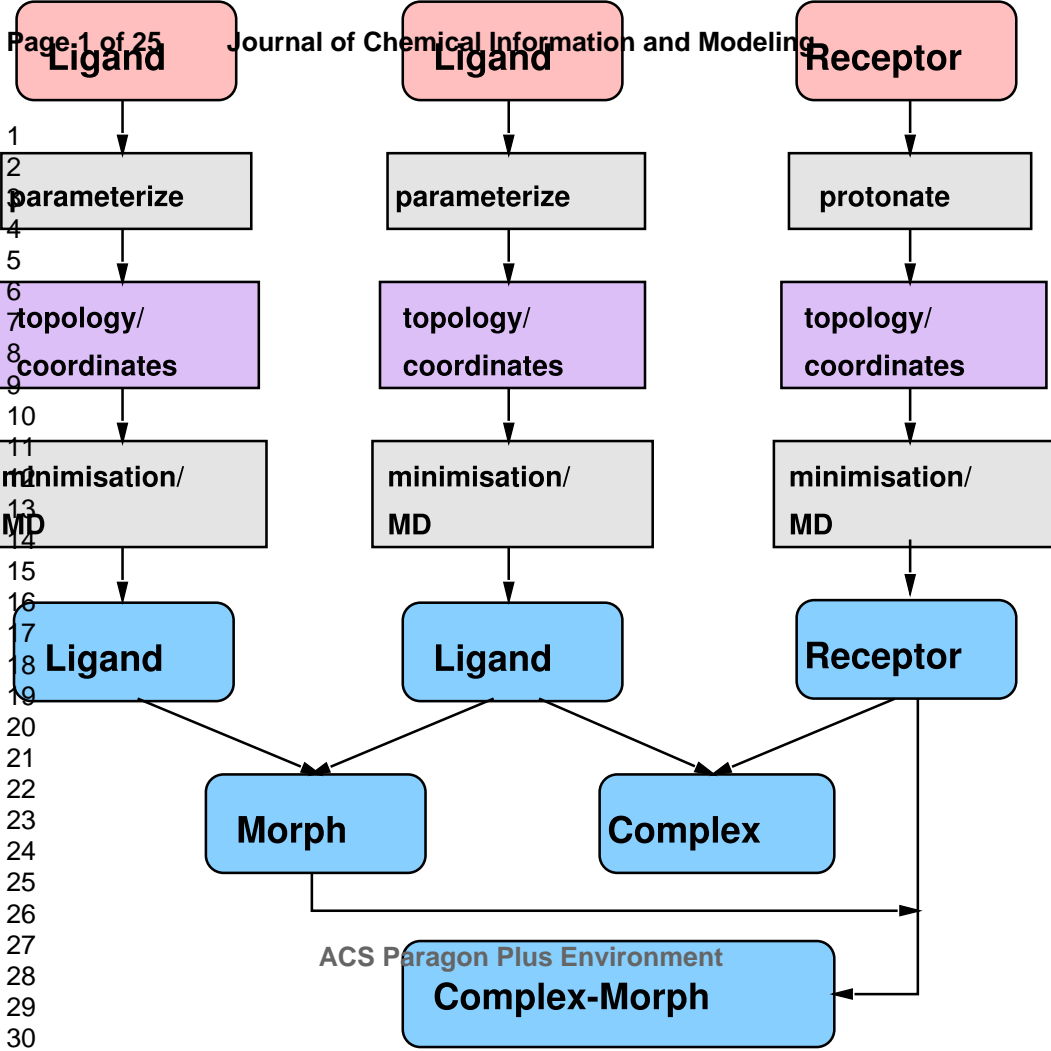 Page 1 of 25 Journal of Chemical Information and Modeling
Ligand Ligand Receptor
1
2
parameterize parameterize protonate
3
4
5
6
topology/ topology/ topology/
7
8
coordinates coordinates coordinates
9
10
11
minimisation/ minimisation/ minimisation/
12
13
MD MD MD
14
15
16
17
Ligand Ligand Receptor
18
19
20
21
22
23
Morph Complex
24
25
26
27
ACS Paragon Plus Environment
28
Complex-Morph
29
30